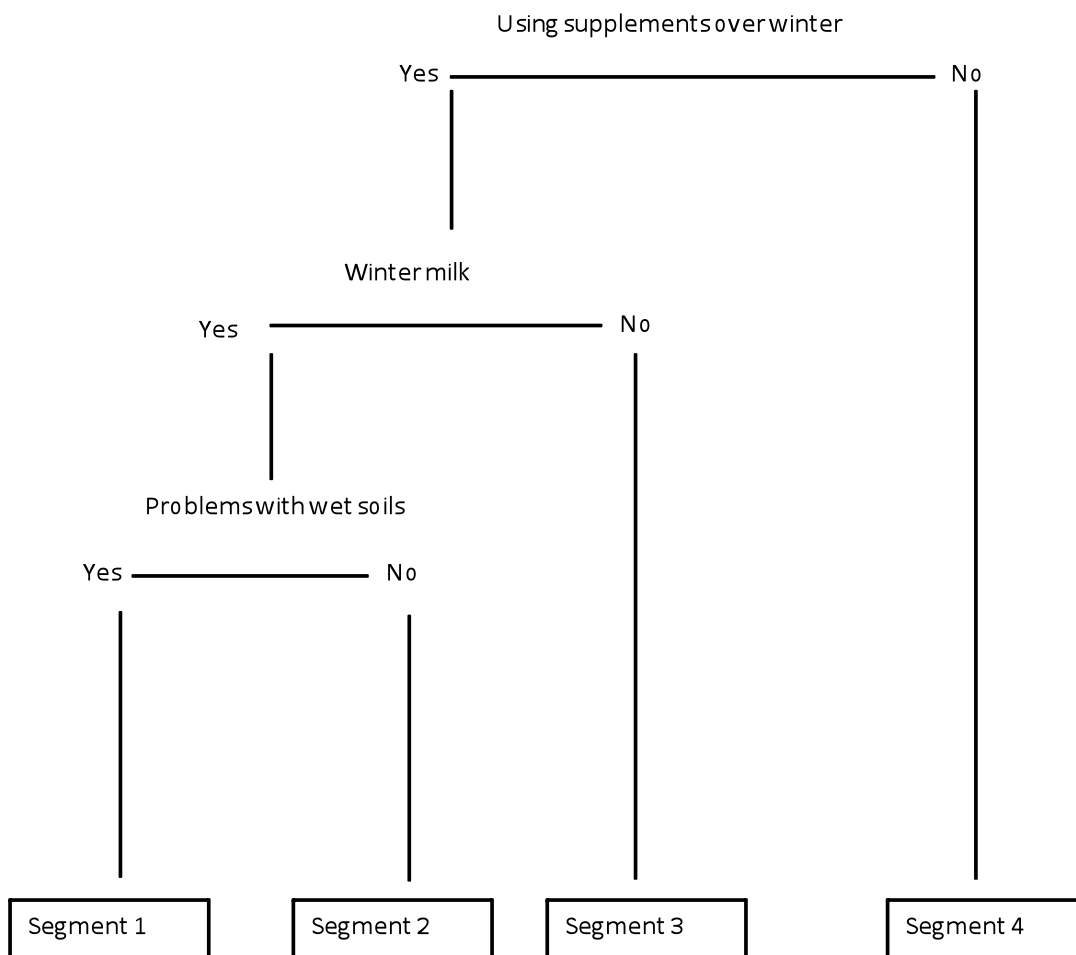 Using supplements over winter
Yes
No
Winter milk
Yes
No
Problems with wet soils
Yes
No
Segment 1
Segment 2
Segment 3
Segment 4